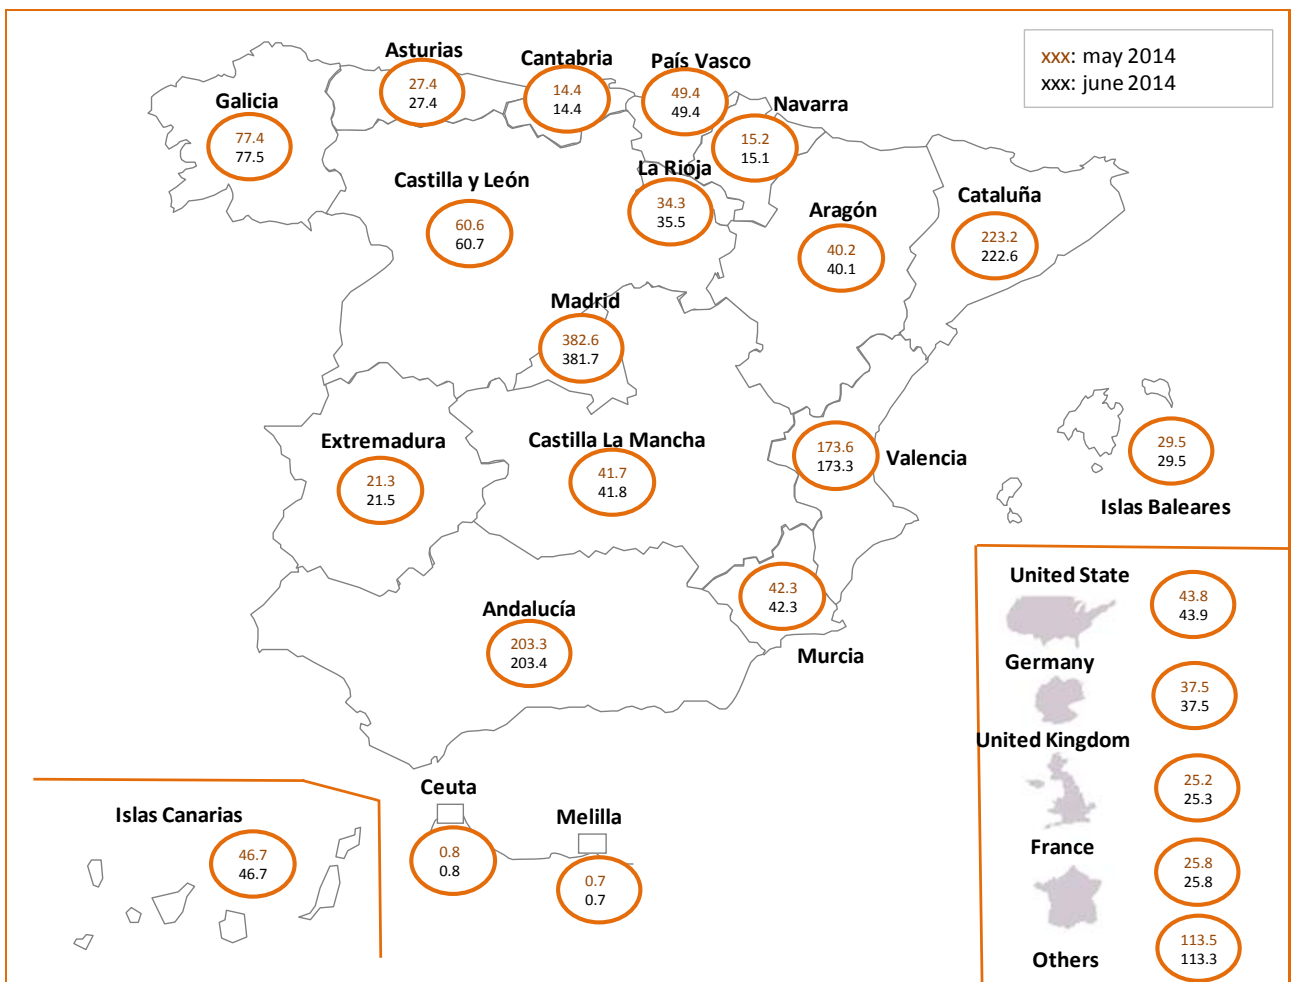 xxx: may 2014
xxx: june 2014
Asturias
27.4
27.4
Cantabria
14.4
14.4
País Vasco
49.4
49.4
Navarra
15.2
15.1
Galicia
77.4
77.5
Castilla y León
60.6
60.7
La Rioja
34.3
35.5
Aragón
40.2
40.1
Cataluña
223.2
222.6
Madrid
382.6
381.7
Extremadura
21.3
21.5
Castilla La Mancha
41.7
41.8
173.6
173.3
Valencia
29.5
29.5
Islas Baleares
Andalucía
203.3
203.4
42.3
42.3
Murcia
United State
43.8
43.9
Germany
37.5
37.5
United Kingdom
25.2
25.3
France
25.8
25.8
Others
113.5
113.3
Islas Canarias
46.7
46.7
Ceuta
0.8
0.8
Melilla
0.7
0.7